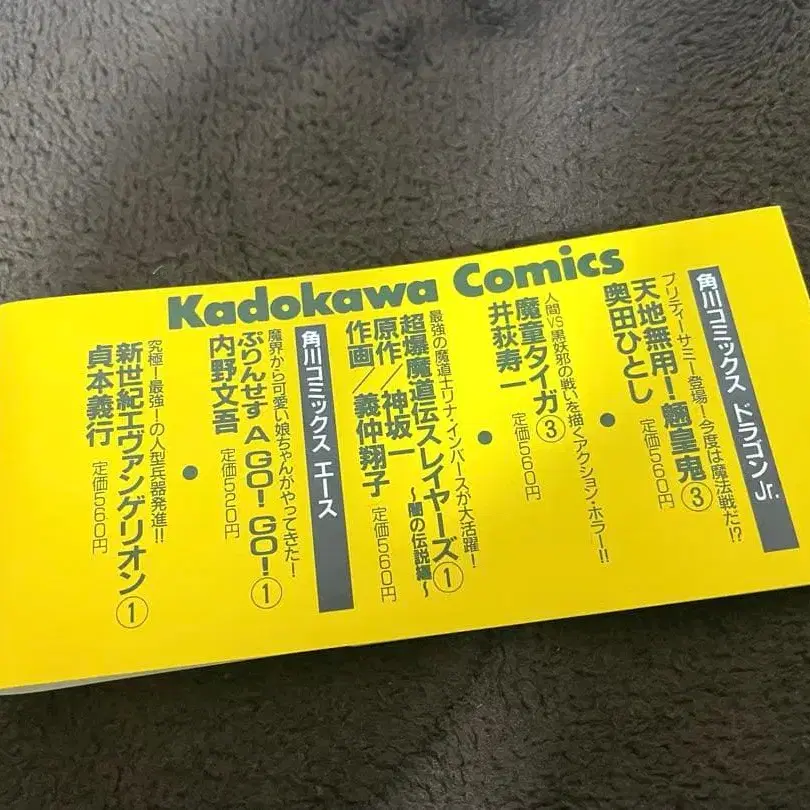 Kadokawa Comics
角川コミックス ドラゴンJr.
プリティーサミー登場!今度は魔法戦だ!?
天地無用!魎皇鬼③
奥田ひとし
定価560円
●
人間VS黒妖邪の戦いを描くアクション・ホラー!!
魔童タイガ③
井荻寿一
定価560円
●
最強の魔道士リナ・インバースが大活躍!
超爆魔道伝スレイヤーズ①
〜闇の伝説編〜
原作/神坂一
作画/義仲翔子
定価560円
角川コミックス エース
魔界から可愛い娘ちゃんがやってきた!
ぷりんせす A GO! GO!①
内野文吾
定価520円
●
究極!最強!の人型兵器発進!!
新世紀エヴァンゲリオン①
貞本義行
定価560円